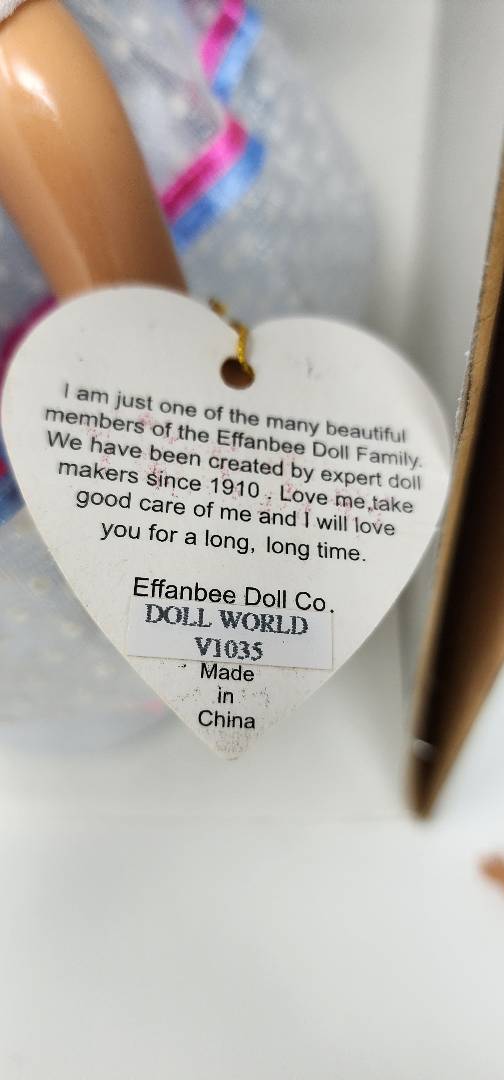 I am just one of the many beautiful
members of the Effanbee Doll Family.
We have been created by expert doll
makers since 1910 . Love me,take
good care of me and I will love
you for a long, long time.
Effanbee Doll Co.
DOLL WORLD
V1035
Made
in
China